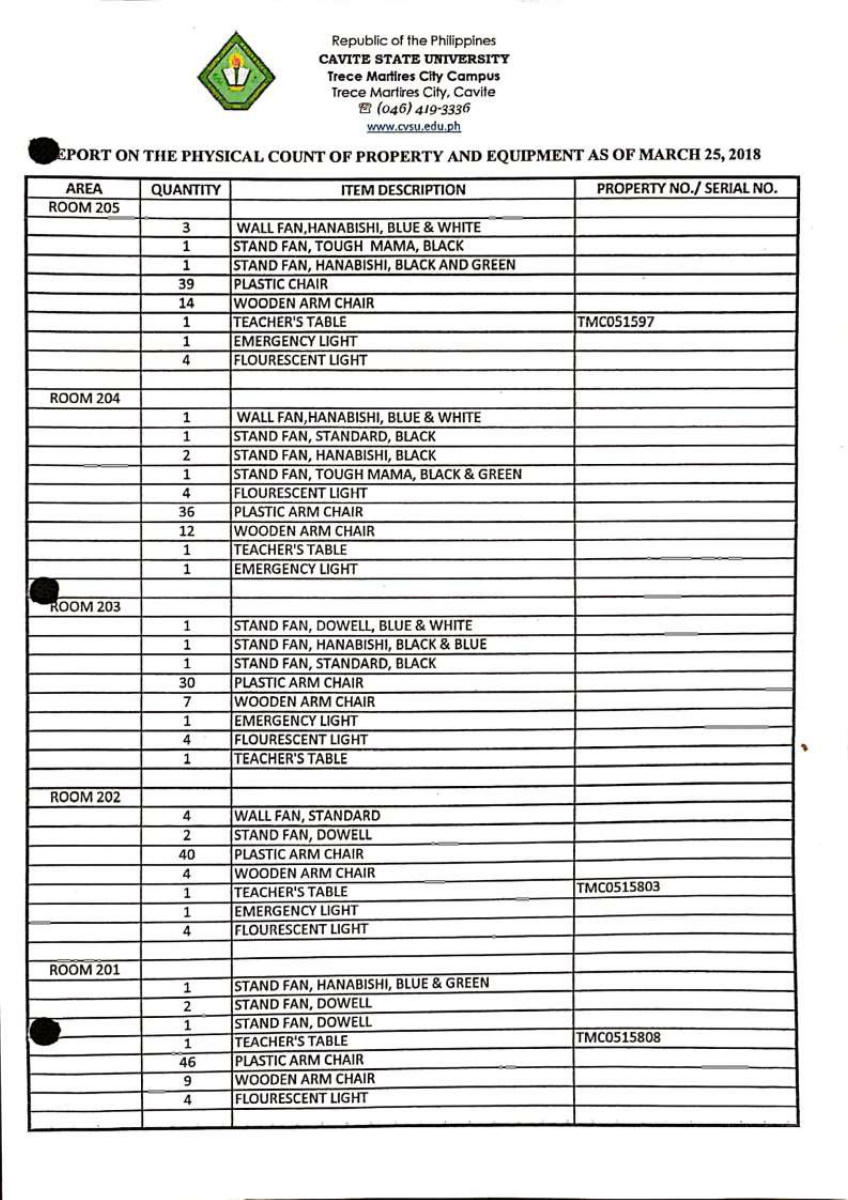 Republic of the Philippines
CAVITE STATE UNIVERSITY
Trece Martires City Campus
Trece Martires City, Cavite
☏ (046) 419-3336
www.cvsu.edu.ph
EPORT ON THE PHYSICAL COUNT OF PROPERTY AND EQUIPMENT AS OF MARCH 25, 2018
AREA QUANTITY ITEM DESCRIPTION PROPERTY NO./ SERIAL NO.
ROOM 205
3 WALL FAN,HANABISHI, BLUE & WHITE
1 STAND FAN, TOUGH MAMA, BLACK
1 STAND FAN, HANABISHI, BLACK AND GREEN
39 PLASTIC CHAIR
14 WOODEN ARM CHAIR
1 TEACHER'S TABLE TMC051597
1 EMERGENCY LIGHT
4 FLOURESCENT LIGHT
ROOM 204
1 WALL FAN,HANABISHI, BLUE & WHITE
1 STAND FAN, STANDARD, BLACK
2 STAND FAN, HANABISHI, BLACK
1 STAND FAN, TOUGH MAMA, BLACK & GREEN
4 FLOURESCENT LIGHT
36 PLASTIC ARM CHAIR
12 WOODEN ARM CHAIR
1 TEACHER'S TABLE
1 EMERGENCY LIGHT
ROOM 203
1 STAND FAN, DOWELL, BLUE & WHITE
1 STAND FAN, HANABISHI, BLACK & BLUE
1 STAND FAN, STANDARD, BLACK
30 PLASTIC ARM CHAIR
7 WOODEN ARM CHAIR
1 EMERGENCY LIGHT
4 FLOURESCENT LIGHT
1 TEACHER'S TABLE
ROOM 202
4 WALL FAN, STANDARD
2 STAND FAN, DOWELL
40 PLASTIC ARM CHAIR
4 WOODEN ARM CHAIR
1 TEACHER'S TABLE TMC0515803
1 EMERGENCY LIGHT
4 FLOURESCENT LIGHT
ROOM 201
1 STAND FAN, HANABISHI, BLUE & GREEN
2 STAND FAN, DOWELL
1 STAND FAN, DOWELL
1 TEACHER'S TABLE TMC0515808
46 PLASTIC ARM CHAIR
9 WOODEN ARM CHAIR
4 FLOURESCENT LIGHT